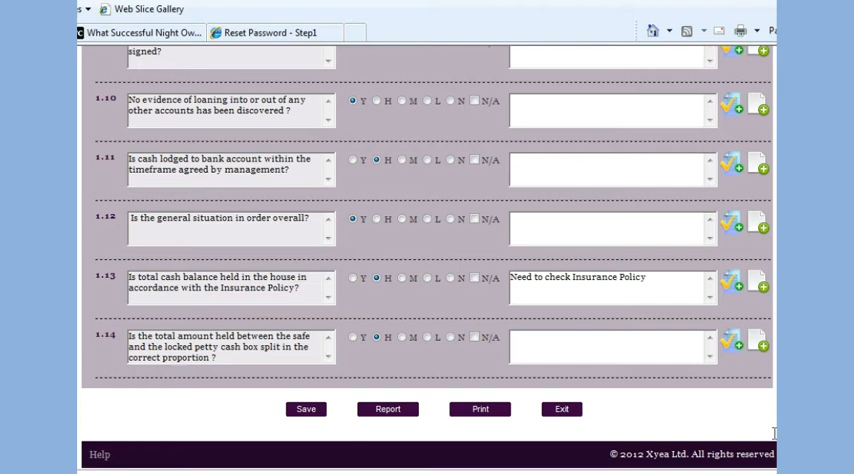 s Web Slice Gallery
What Successful Night Ow... Reset Password - Step1
signed?
1.10 No evidence of loaning into or out of any Y H M L N N/A
other accounts has been discovered ?
1.11 Is cash lodged to bank account within the Y H M L N N/A
timeframe agreed by management?
1.12 Is the general situation in order overall? Y H M L N N/A
1.13 Is total cash balance held in the house in Y H M L N N/A Need to check Insurance Policy
accordance with the Insurance Policy?
1.14 Is the total amount held between the safe Y H M L N N/A
and the locked petty cash box split in the
correct proportion ?
Save Report Print Exit
Help © 2012 Xyea Ltd. All rights reserved